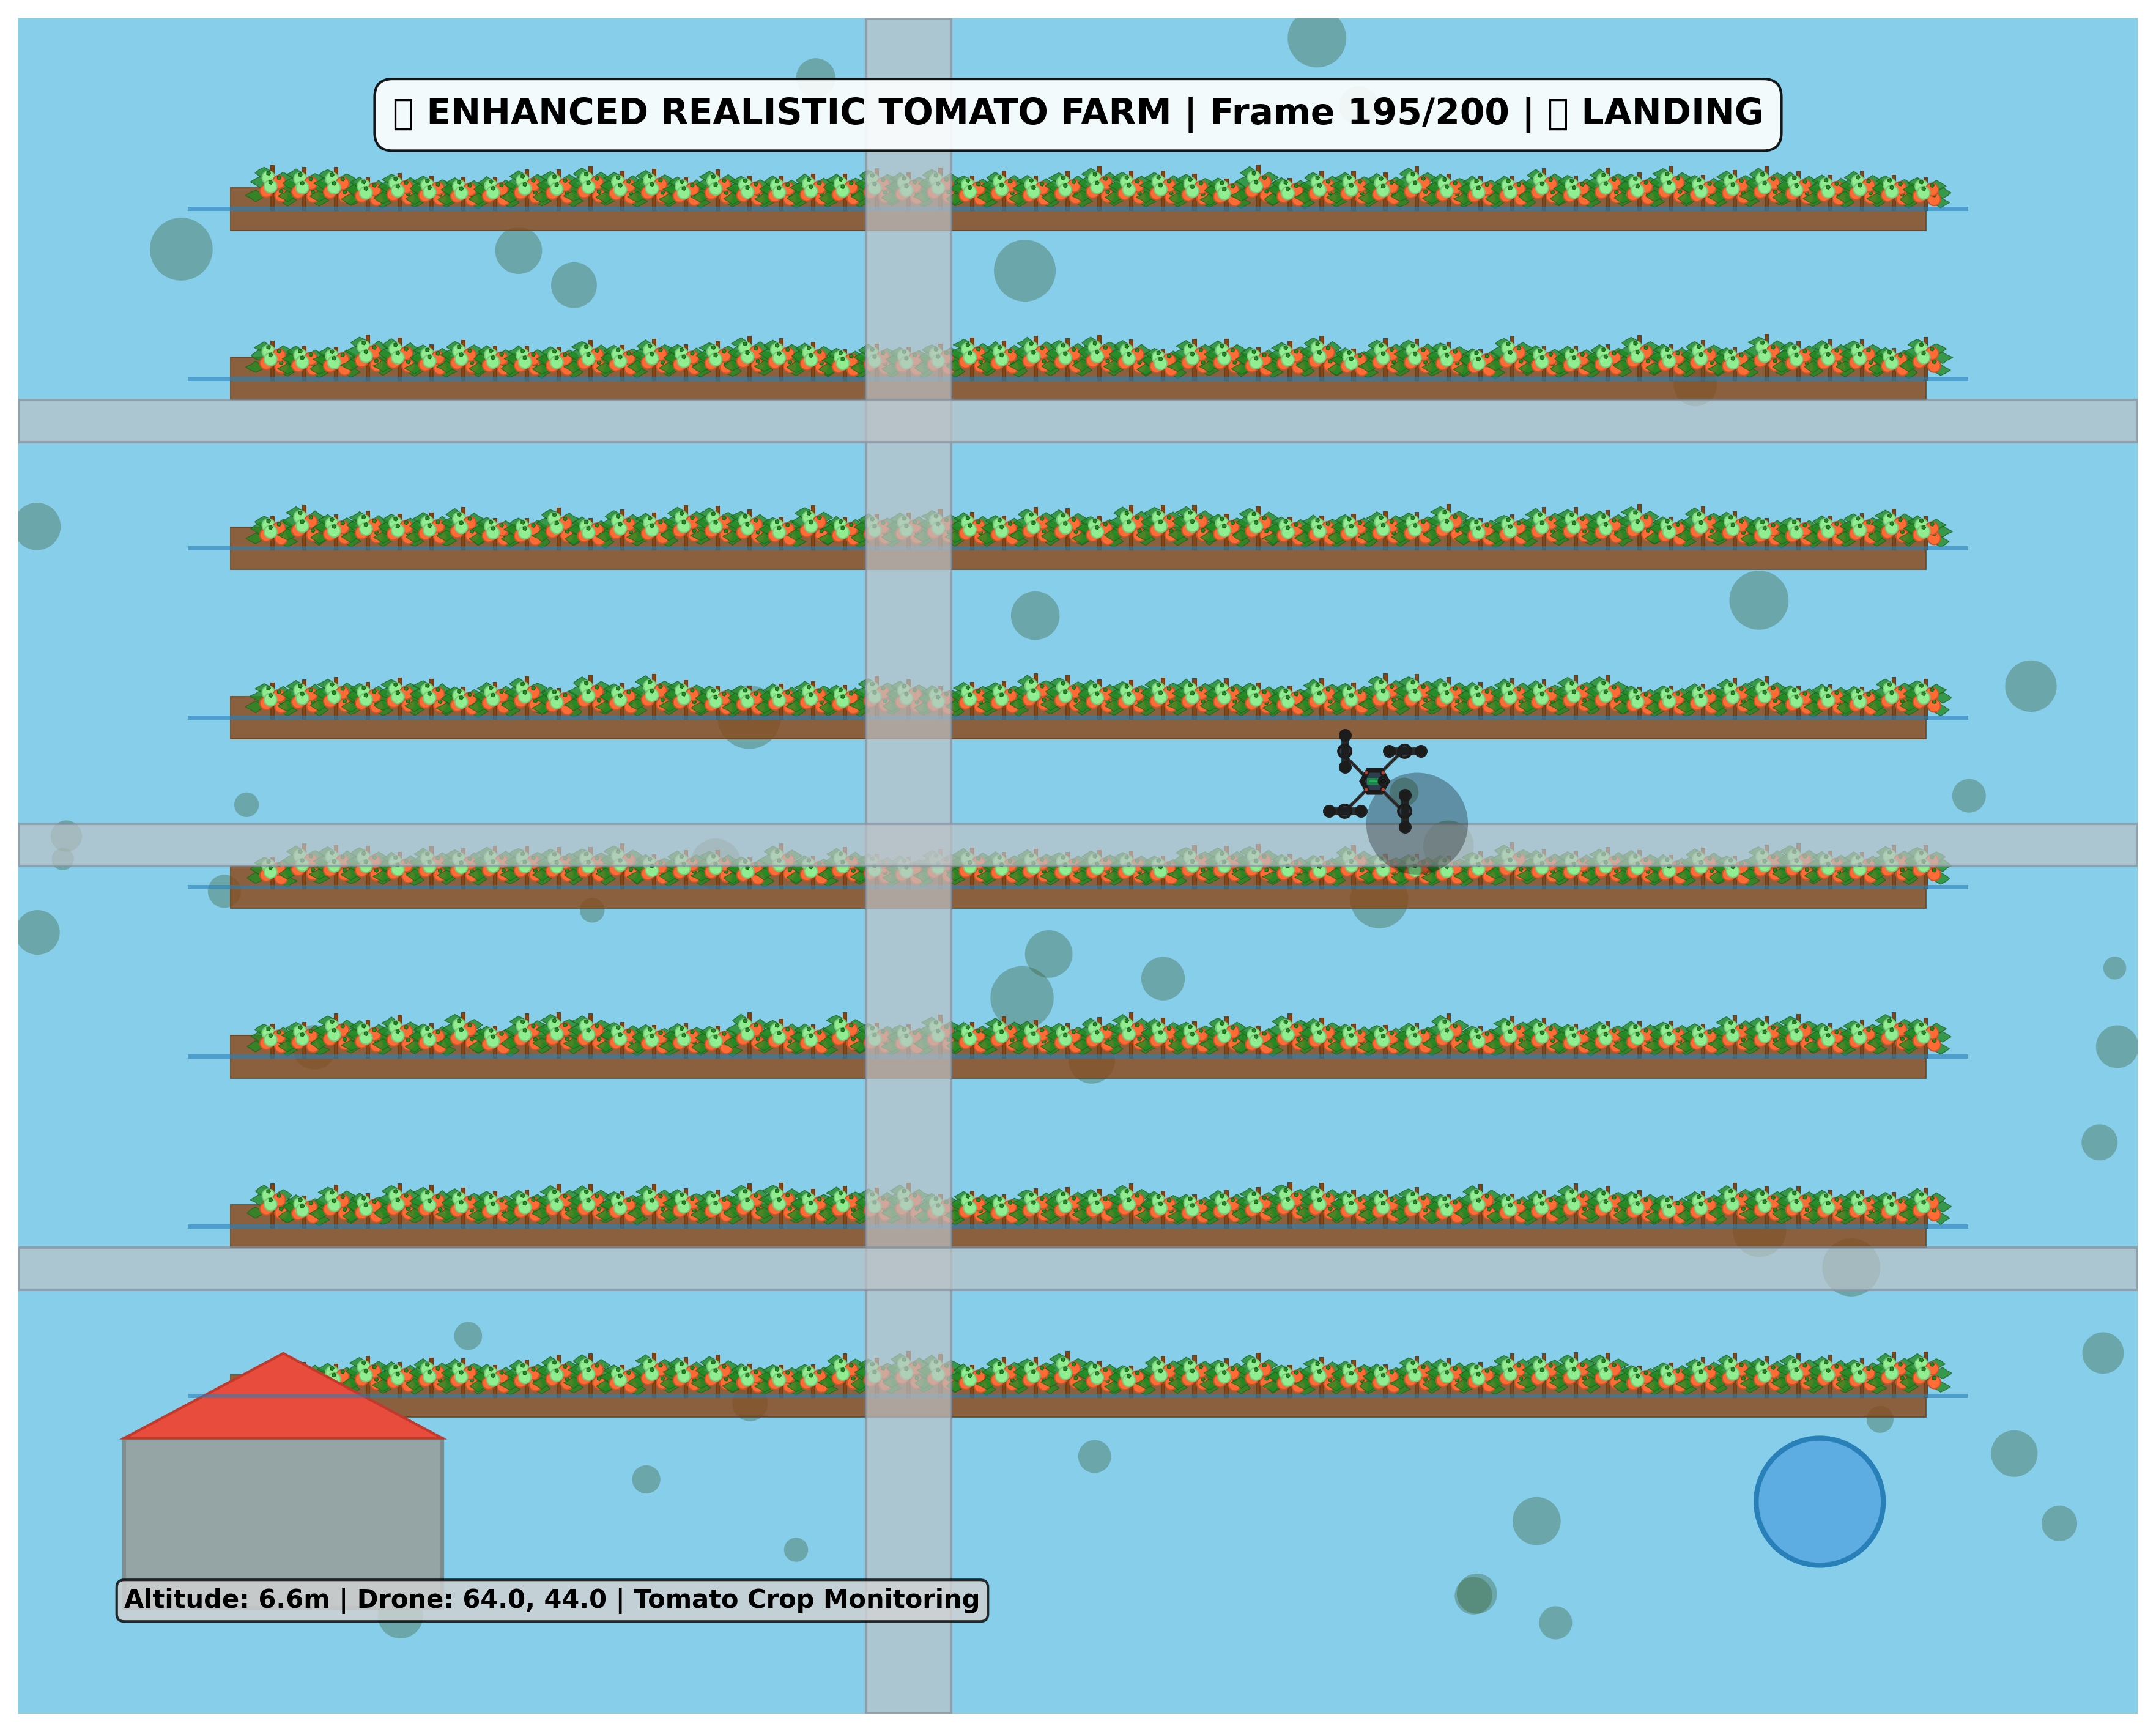 ▯ ENHANCED REALISTIC TOMATO FARM | Frame 195/200 | ▯ LANDING
Altitude: 6.6m | Drone: 64.0, 44.0 | Tomato Crop Monitoring